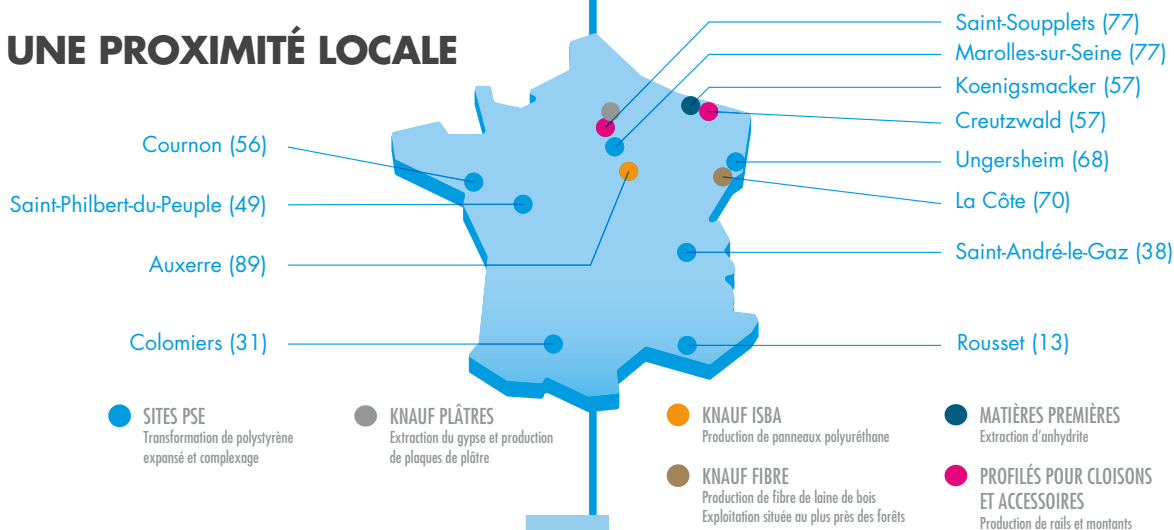 UNE PROXIMITÉ LOCALE
Cournon (56)
Saint-Philbert-du-Peuple (49)
Auxerre (89)
Colomiers (31)
Saint-Soupplets (77)
Marolles-sur-Seine (77)
Koenigsmacker (57)
Creutzwald (57)
Ungersheim (68)
La Côte (70)
Saint-André-le-Gaz (38)
Rousset (13)
SITES PSE
Transformation de polystyrène
expansé et complexage
KNAUF PLÂTRES
Extraction du gypse et production
de plaques de plâtre
KNAUF ISBA
Production de panneaux polyuréthane
KNAUF FIBRE
Production de fibre de laine de bois
Exploitation située au plus près des forêts
MATIÈRES PREMIÈRES
Extraction d'anhydrite
PROFILÉS POUR CLOISONS
ET ACCESSOIRES
Production de rails et montants